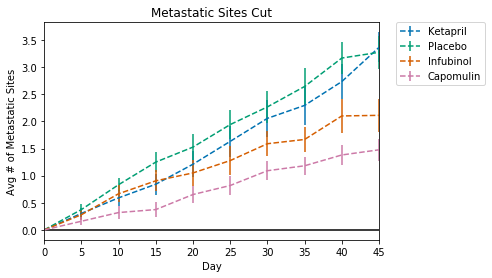 Metastatic Sites Cut
Avg # of Metastatic Sites
3.5
3.0
2.5
2.0
1.5
1.0
0.5
0.0
0 5 10 15 20 25 30 35 40 45
Day
Ketapril
Placebo
Infubinol
Capomulin